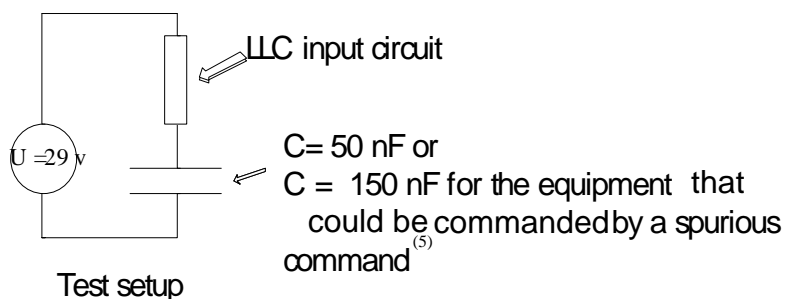 LLC input circuit
U =29 v
C= 50 nF or
C = 150 nF for the equipment that
could be commanded by a spurious
command(5)
Test setup